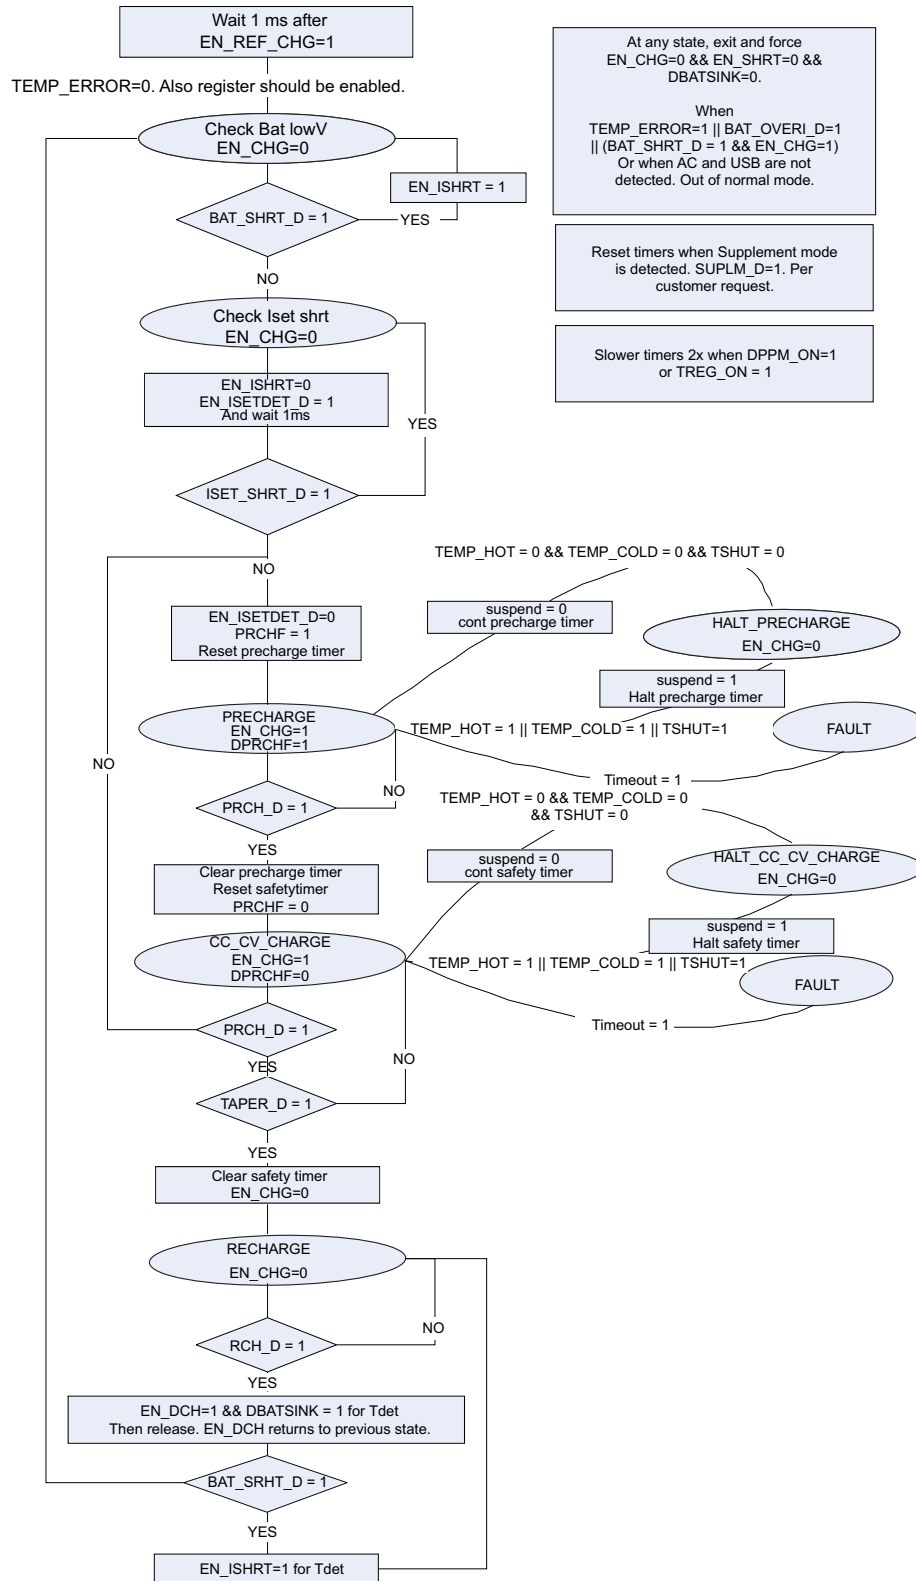 Wait 1 ms after
EN_REF_CHG=1
TEMP_ERROR=0. Also register should be enabled.
Check Bat lowV
EN_CHG=0
EN_ISHRT = 1
BAT_SHRT_D = 1
YES
NO
Check Iset shrt
EN_CHG=0
EN_ISHRT=0
EN_ISETDET_D = 1
And wait 1ms
YES
ISET_SHRT_D = 1
NO
EN_ISETDET_D=0
PRCHF = 1
Reset precharge timer
PRECHARGE
EN_CHG=1
DPRCHF=1
NO
NO
PRCH_D = 1
YES
Clear precharge timer
Reset safetytimer
PRCHF = 0
CC_CV_CHARGE
EN_CHG=1
DPRCHF=0
PRCH_D = 1
YES
NO
TAPER_D = 1
YES
Clear safety timer
EN_CHG=0
RECHARGE
EN_CHG=0
NO
RCH_D = 1
YES
EN_DCH=1 && DBATSINK = 1 for Tdet
Then release. EN_DCH returns to previous state.
BAT_SRHT_D = 1
YES
EN_ISHRT=1 for Tdet
At any state, exit and force
EN_CHG=0 && EN_SHRT=0 &&
DBATSINK=0.
When
TEMP_ERROR=1 || BAT_OVERI_D=1
|| (BAT_SHRT_D = 1 && EN_CHG=1)
Or when AC and USB are not
detected. Out of normal mode.
Reset timers when Supplement mode
is detected. SUPLM_D=1. Per
customer request.
Slower timers 2x when DPPM_ON=1
or TREG_ON = 1
TEMP_HOT = 0 && TEMP_COLD = 0 && TSHUT = 0
suspend = 0
cont precharge timer
HALT_PRECHARGE
EN_CHG=0
suspend = 1
Halt precharge timer
TEMP_HOT = 1 || TEMP_COLD = 1 || TSHUT=1
FAULT
Timeout = 1
TEMP_HOT = 0 && TEMP_COLD = 0
&& TSHUT = 0
suspend = 0
cont safety timer
HALT_CC_CV_CHARGE
EN_CHG=0
suspend = 1
Halt safety timer
TEMP_HOT = 1 || TEMP_COLD = 1 || TSHUT=1
FAULT
Timeout = 1